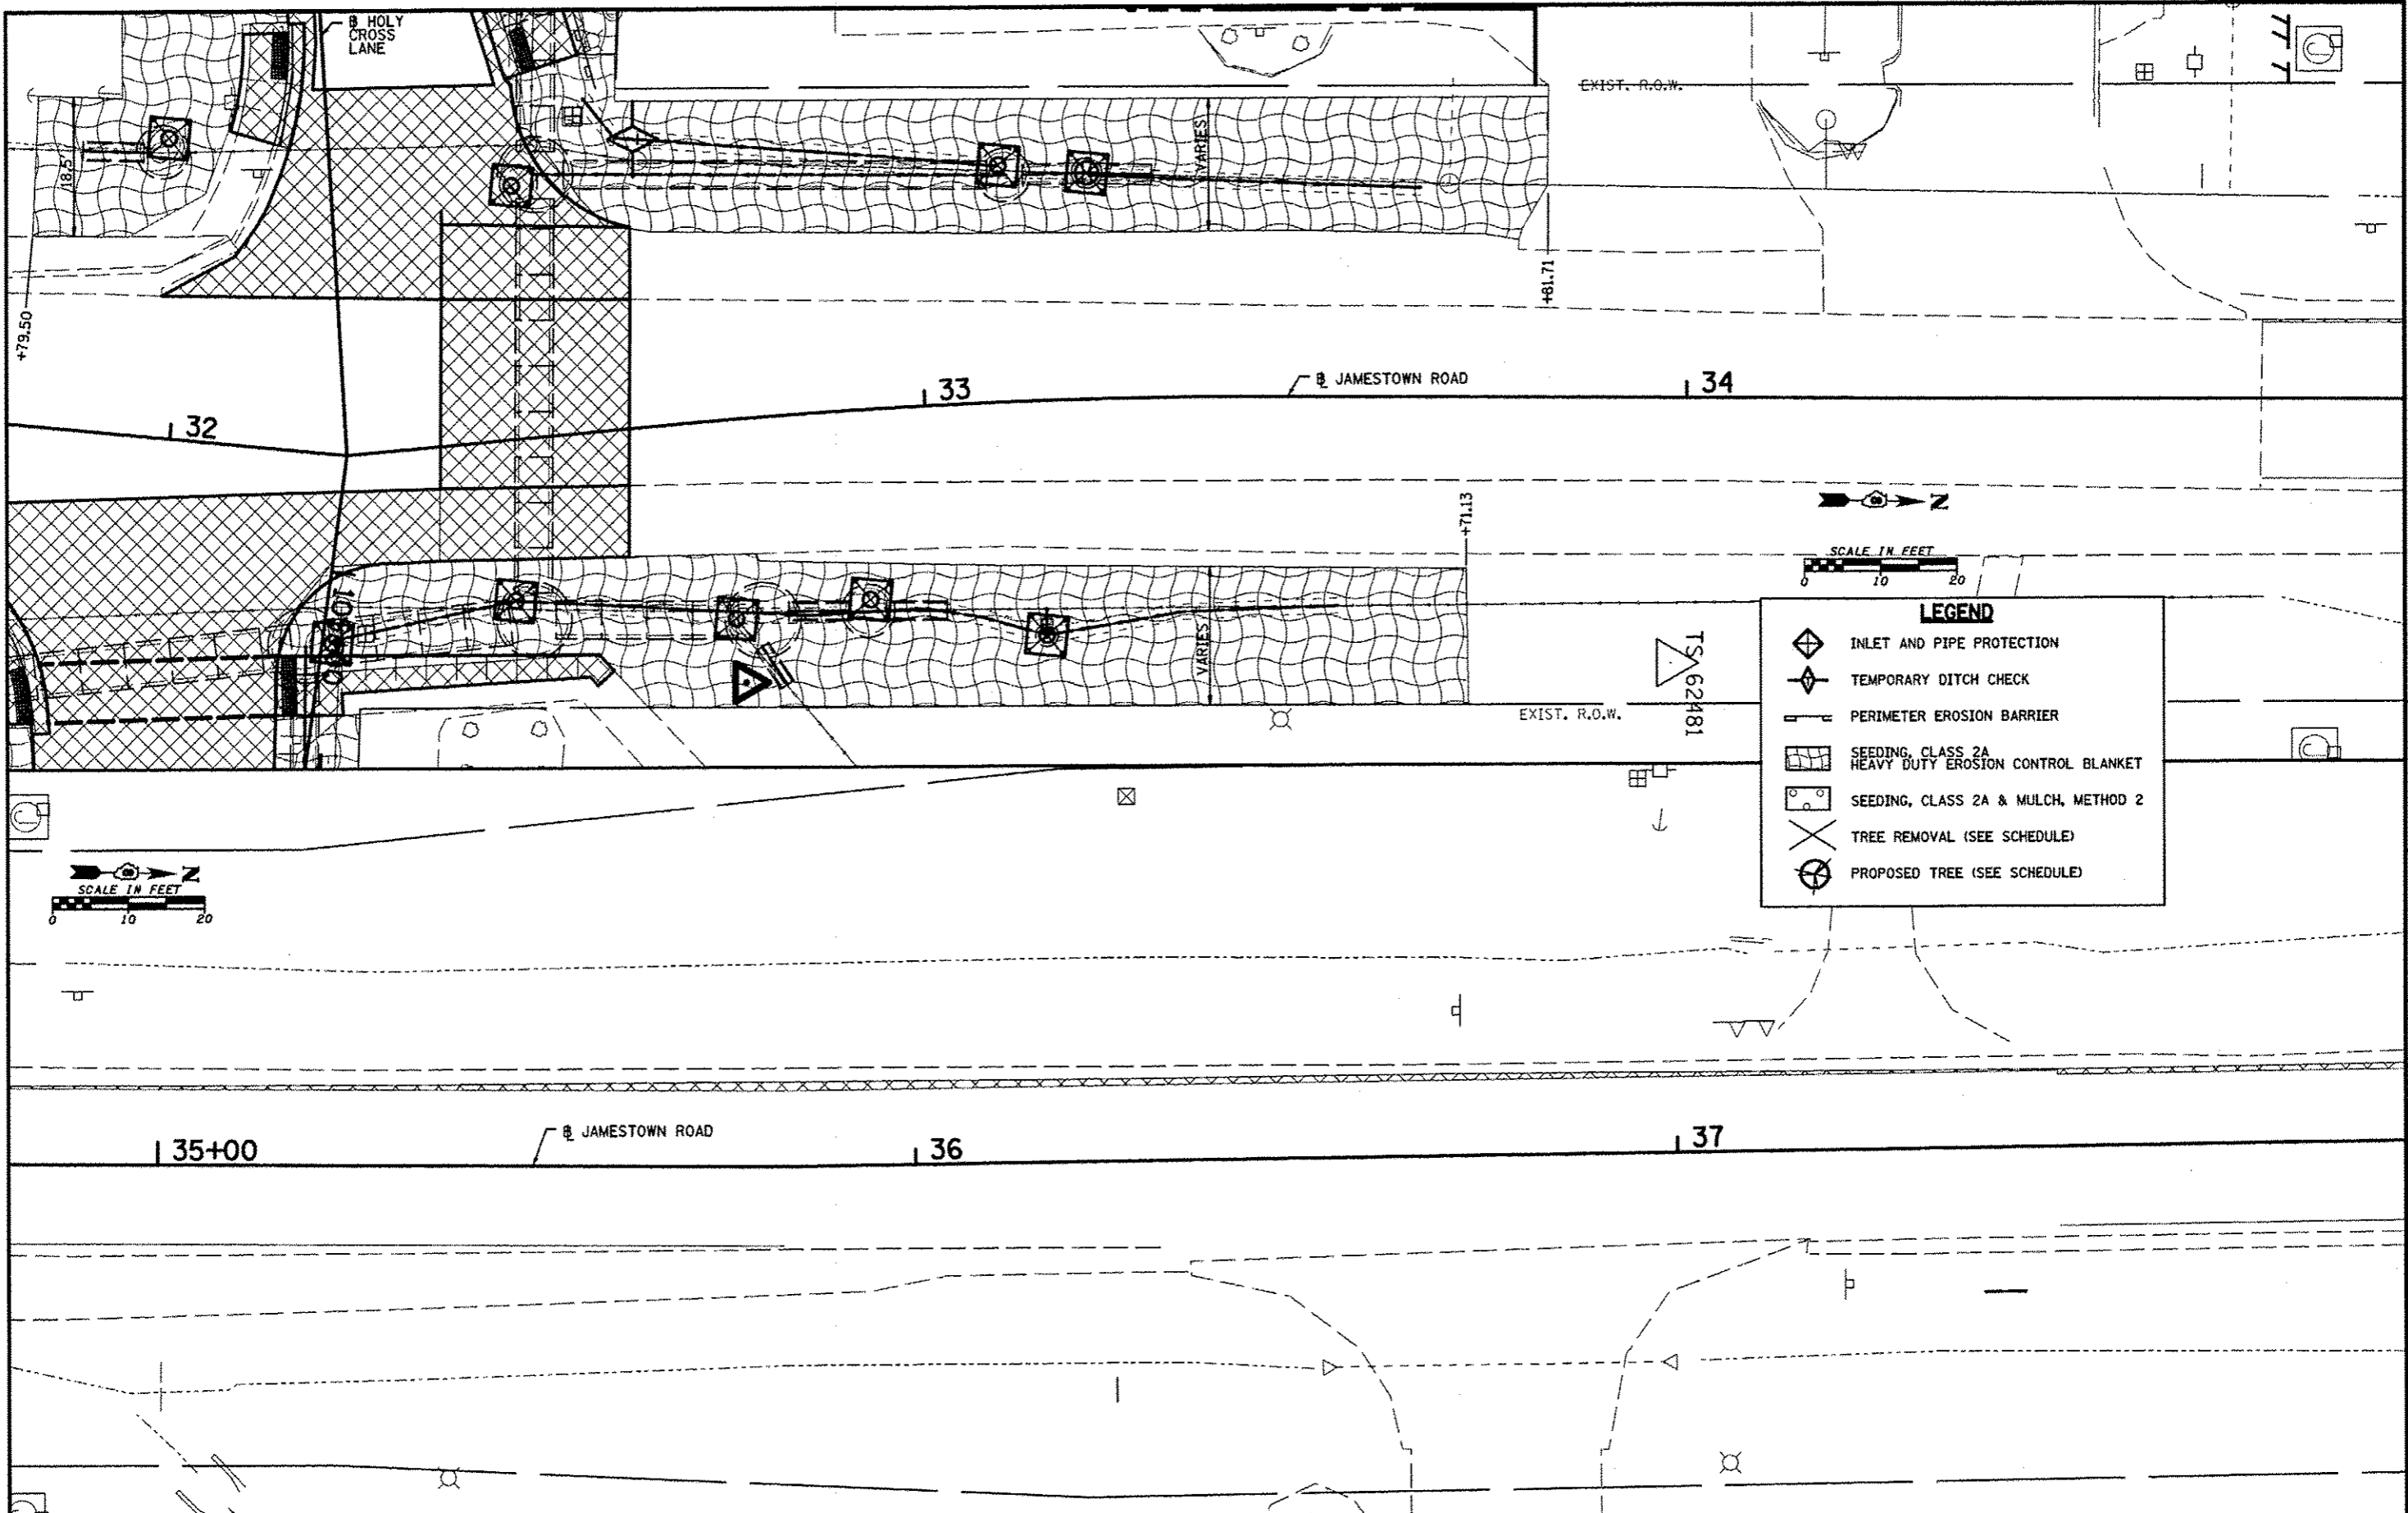 ℄ HOLY
CROSS
LANE
EXIST. R.O.W.
18.5'
VARIES
+79.50
+81.71
32
33
℄ JAMESTOWN ROAD
34
+71.13
N
SCALE IN FEET
0 10 20
VARIES
TS 622481
EXIST. R.O.W.
LEGEND
INLET AND PIPE PROTECTION
TEMPORARY DITCH CHECK
PERIMETER EROSION BARRIER
SEEDING, CLASS 2A
HEAVY DUTY EROSION CONTROL BLANKET
SEEDING, CLASS 2A & MULCH, METHOD 2
TREE REMOVAL (SEE SCHEDULE)
PROPOSED TREE (SEE SCHEDULE)
N
SCALE IN FEET
0 10 20
35+00
℄ JAMESTOWN ROAD
36
37